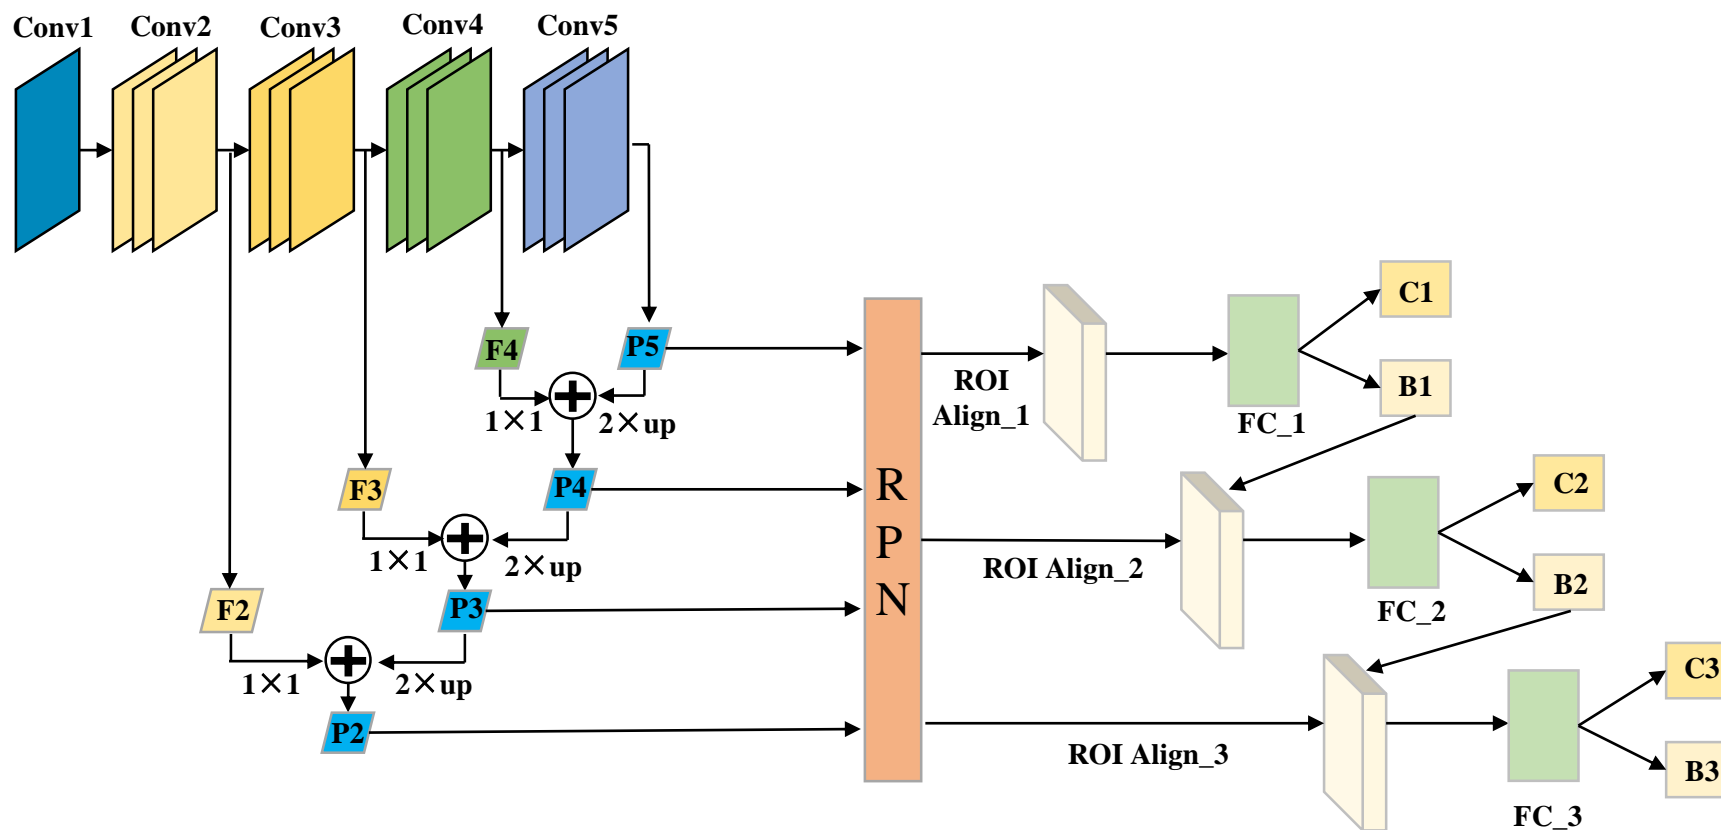 Conv1 Conv2 Conv3 Conv4 Conv5
C1
F4 P5
ROI
Align_1
B1
1×1 2×up
FC_1
F3 P4
R
P
N
C2
1×1 2×up
ROI Align_2
B2
F2 P3
FC_2
1×1 2×up
C3
P2
ROI Align_3
B3
FC_3